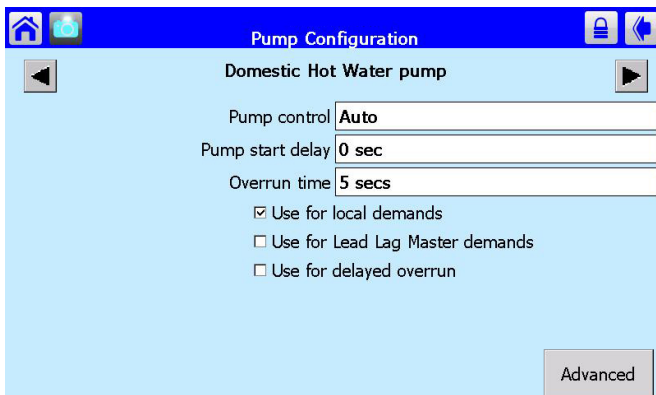 Pump Configuration
Domestic Hot Water pump
Pump control Auto
Pump start delay 0 sec
Overrun time 5 secs
Use for local demands
Use for Lead Lag Master demands
Use for delayed overrun
Advanced